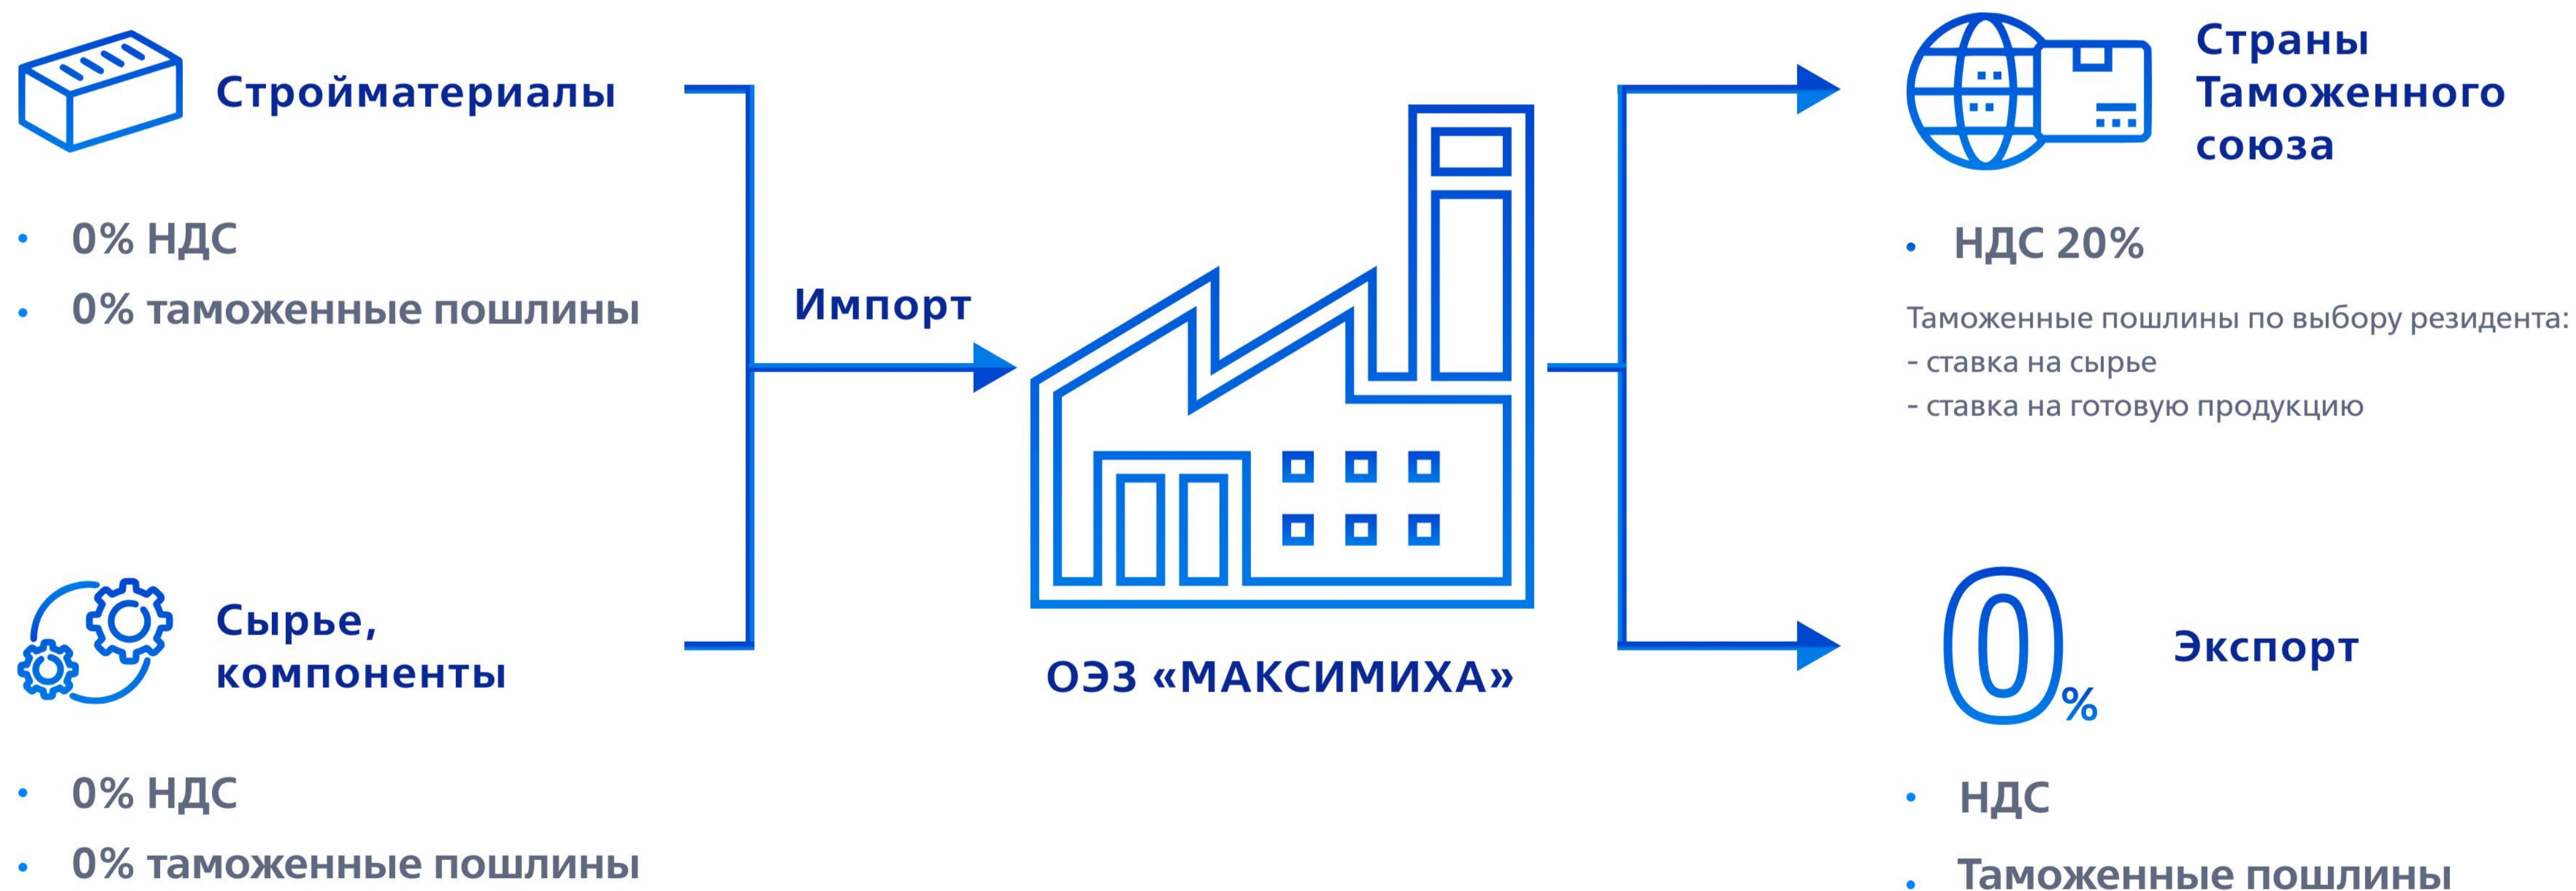 Стройматериалы
0% НДС
0% таможенные пошлины
Сырье,
компоненты
0% НДС
0% таможенные пошлины
Импорт
ОЭЗ «МАКСИМИХА»
Страны
Таможенного
союза
НДС 20%
Таможенные пошлины по выбору резидента:
- ставка на сырье
- ставка на готовую продукцию
0%
Экспорт
НДС
Таможенные пошлины